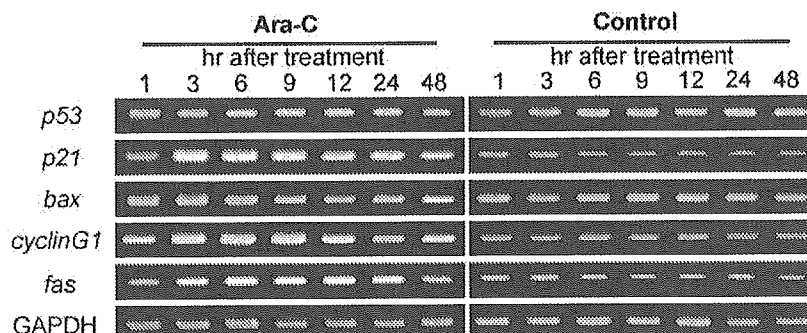 Ara-C Control
hr after treatment hr after treatment
1 3 6 9 12 24 48 1 3 6 9 12 24 48
p53
p21
bax
cyclinG1
fas
GAPDH